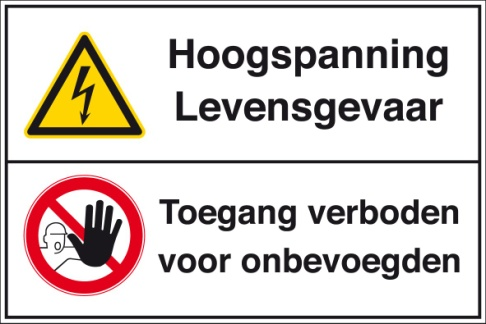 Hoogspanning
Levensgevaar
Toegang verboden
voor onbevoegden